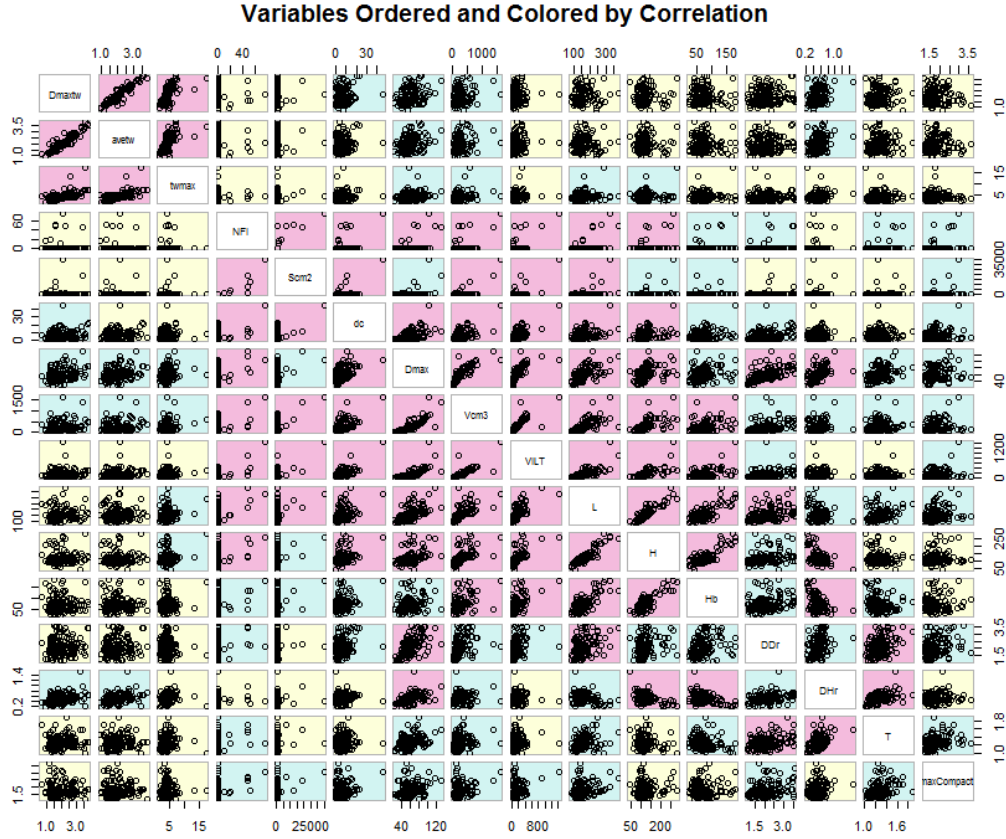 Variables Ordered and Colored by Correlation
1.0 3.0 0 40 0 30 0 1000 100 300 50 150 0.2 1.0 1.5 3.5
Dmaxtw 1.0
1.0 3.5 avetw
twmax 5 15
0 60 NFI
Scm2 0 35000
0 30 dc
Dmax 40
0 1500 Vcm3
VILT 0 1200
100 L
H 50 250
50 Hb
DDr 1.5 3.5
0.2 1.4 DHr
T 1.0 1.8
1.5 maxCompact
1.0 3.0 5 15 0 25000 40 120 0 800 50 200 1.5 3.0 1.0 1.6